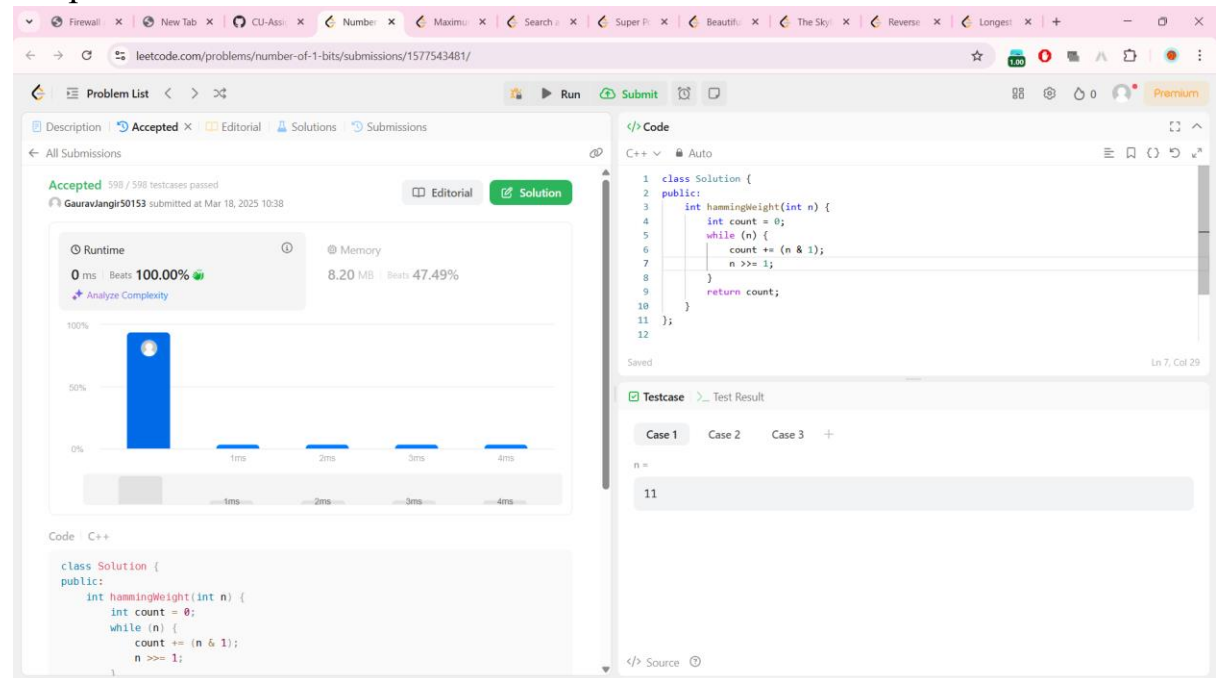 Firewall New Tab CU-Assi Number Maximu Search a Super P Beautifu The Skyl Reverse Longest
leetcode.com/problems/number-of-1-bits/submissions/1577543481/
1.00
Problem List Run Submit 0 Premium
Description Accepted Editorial Solutions Submissions
All Submissions
Accepted 598 / 598 testcases passed
GauravJangir50153 submitted at Mar 18, 2025 10:38
Editorial Solution
Runtime
0 ms Beats 100.00%
Analyze Complexity
Memory
8.20 MB Beats 47.49%
100%
50%
0%
1ms 2ms 3ms 4ms
1ms 2ms 3ms 4ms
Code C++
class Solution {
public:
int hammingWeight(int n) {
int count = 0;
while (n) {
count += (n & 1);
n >>= 1;
}
</> Code
C++ Auto
1 class Solution {
2 public:
3 int hammingWeight(int n) {
4 int count = 0;
5 while (n) {
6 count += (n & 1);
7 n >>= 1;
8 }
9 return count;
10 }
11 };
12
Saved Ln 7, Col 29
Testcase >_ Test Result
Case 1 Case 2 Case 3 +
n =
11
</> Source